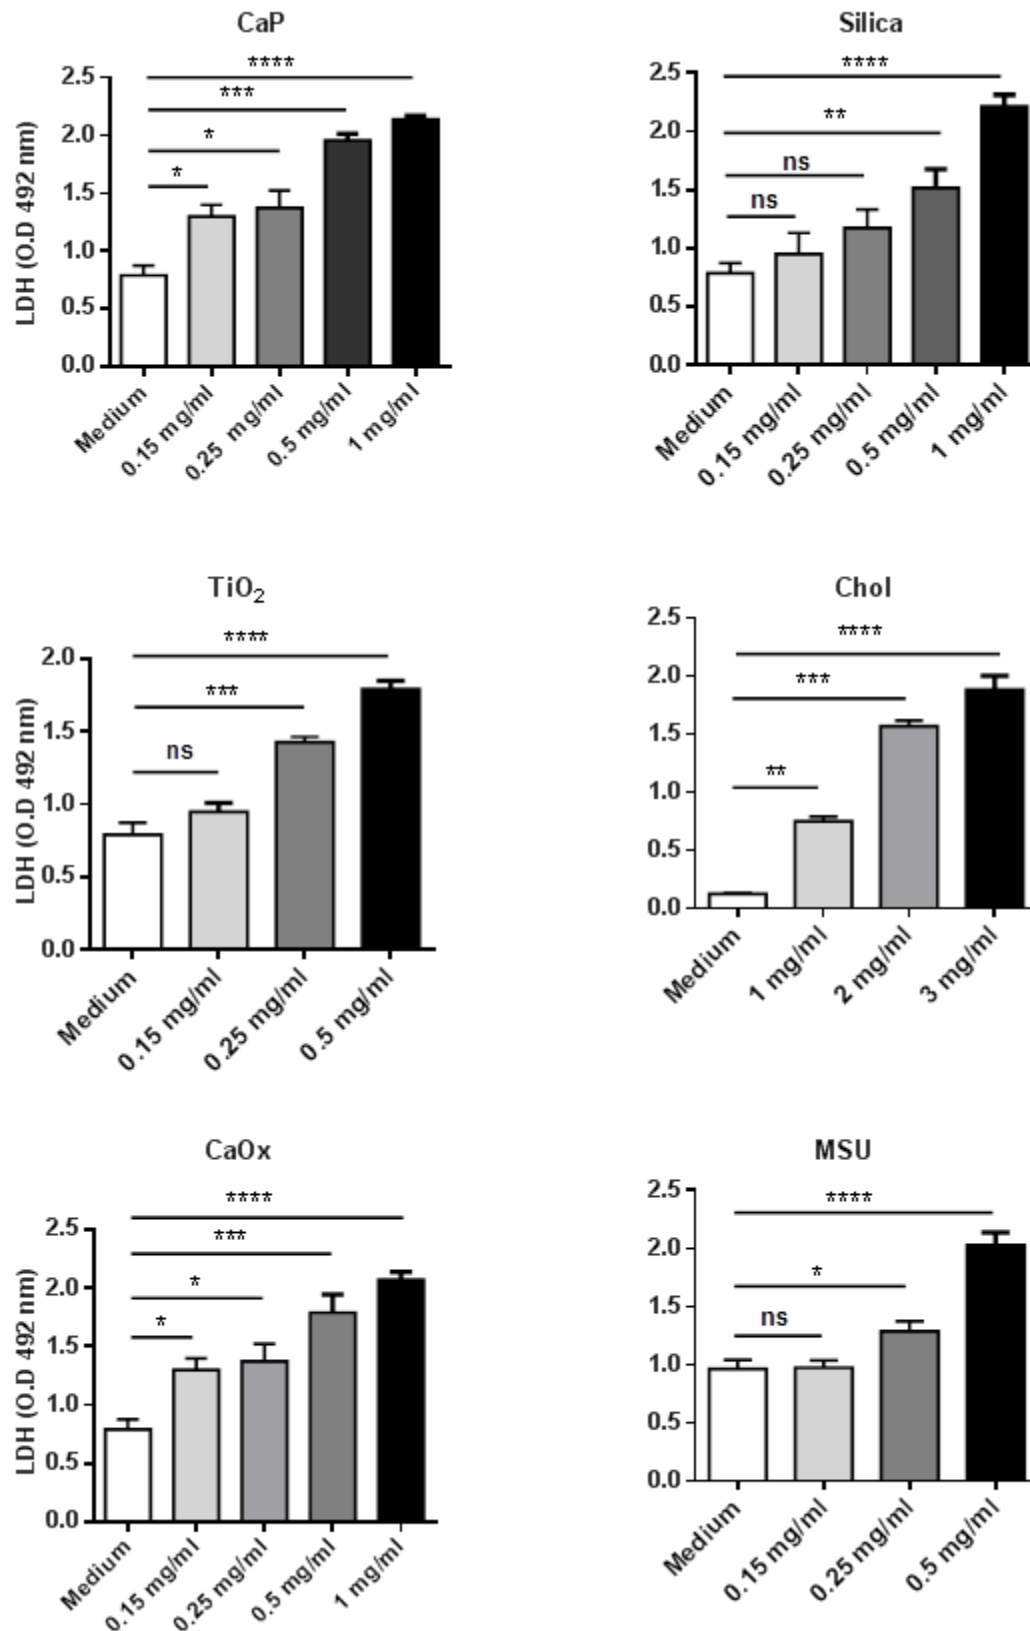 CaP
****
***
*
*
2.5
2.0
1.5
1.0
0.5
0.0
LDH (O.D 492 nm)
Medium
0.15 mg/ml
0.25 mg/ml
0.5 mg/ml
1 mg/ml
Silica
****
**
ns
ns
2.5
2.0
1.5
1.0
0.5
0.0
Medium
0.15 mg/ml
0.25 mg/ml
0.5 mg/ml
1 mg/ml
TiO₂
****
***
ns
2.0
1.5
1.0
0.5
0.0
LDH (O.D 492 nm)
Medium
0.15 mg/ml
0.25 mg/ml
0.5 mg/ml
Chol
****
***
**
2.5
2.0
1.5
1.0
0.5
0.0
Medium
1 mg/ml
2 mg/ml
3 mg/ml
CaOx
****
***
*
*
2.5
2.0
1.5
1.0
0.5
0.0
LDH (O.D 492 nm)
Medium
0.15 mg/ml
0.25 mg/ml
0.5 mg/ml
1 mg/ml
MSU
****
*
ns
2.5
2.0
1.5
1.0
0.5
0.0
Medium
0.15 mg/ml
0.25 mg/ml
0.5 mg/ml